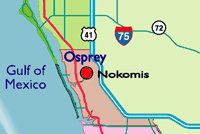 41
75
72
Osprey
Nokomis
Gulf of
Mexico